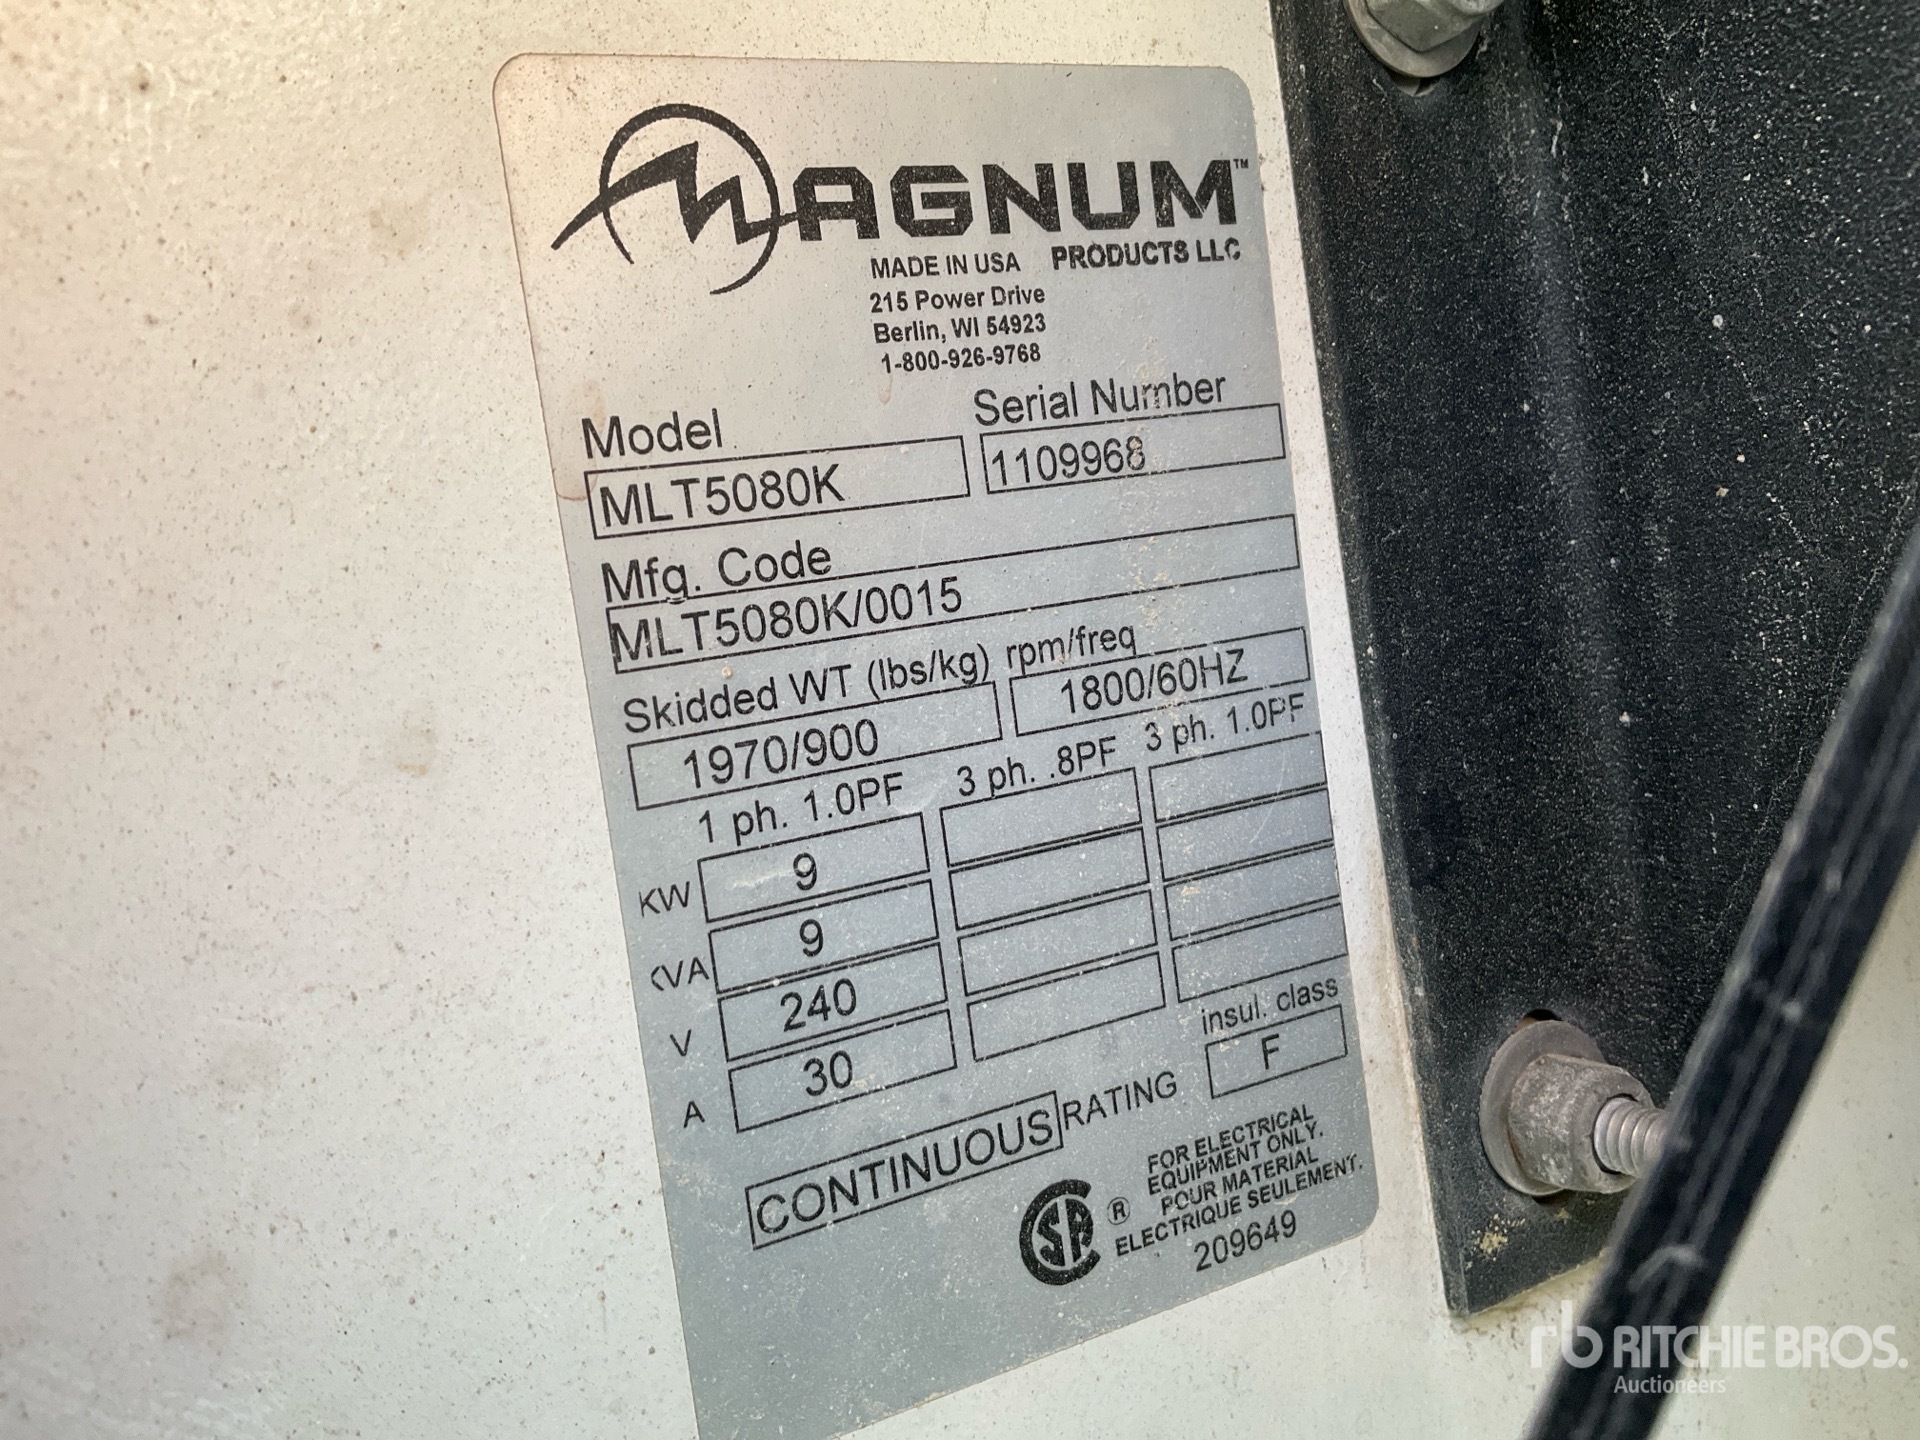 MAGNUM™
MADE IN USA PRODUCTS LLC
215 Power Drive
Berlin, WI 54923
1-800-926-9768
Model Serial Number
MLT5080K 1109968
Mfg. Code
MLT5080K/0015
Skidded WT (lbs/kg) rpm/freq
1970/900 1800/60HZ
1 ph. 1.0PF 3 ph. .8PF 3 ph. 1.0PF
KW 9
KVA 9
V 240
A 30
insul. class
F
CONTINUOUS RATING
FOR ELECTRICAL
EQUIPMENT ONLY.
POUR MATERIAL
ELECTRIQUE SEULEMENT.
SP ®
209649
rb RITCHIE BROS.
Auctioneers